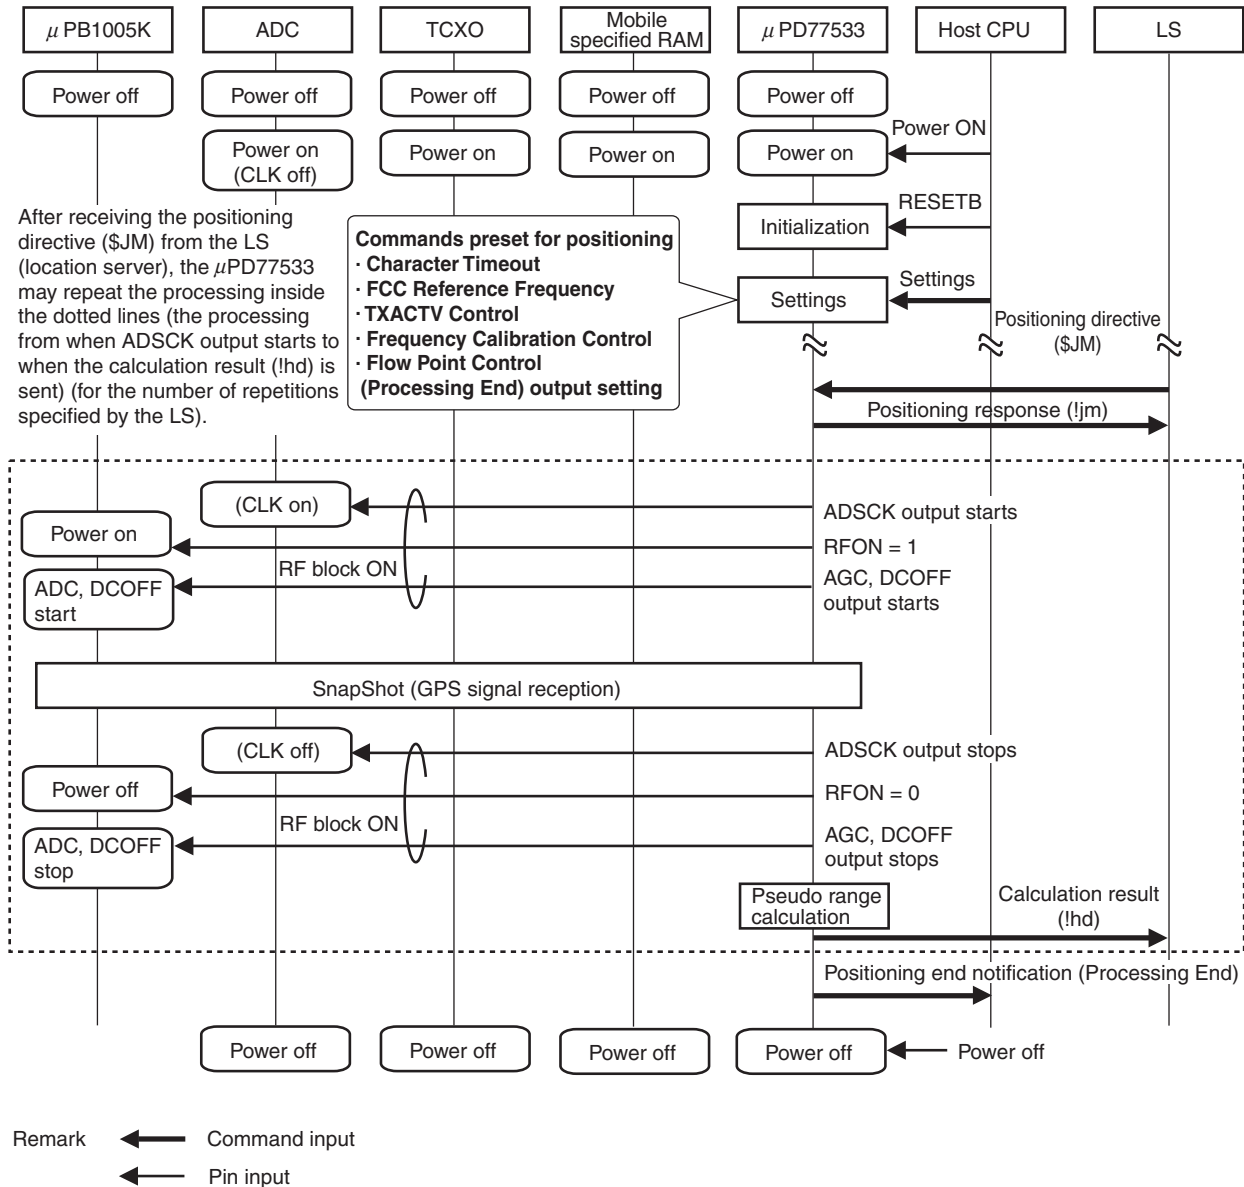 μ PB1005K
ADC
TCXO
Mobile
specified RAM
μ PD77533
Host CPU
LS
Power off
Power off
Power off
Power off
Power off
Power ON
Power on
(CLK off)
Power on
Power on
Power on
RESETB
Initialization
After receiving the positioning
directive ($JM) from the LS
(location server), the μPD77533
may repeat the processing inside
the dotted lines (the processing
from when ADSCK output starts to
when the calculation result (!hd) is
sent) (for the number of repetitions
specified by the LS).
Commands preset for positioning
· Character Timeout
· FCC Reference Frequency
· TXACTV Control
· Frequency Calibration Control
· Flow Point Control
(Processing End) output setting
Settings
Settings
Positioning directive
($JM)
Positioning response (!jm)
(CLK on)
ADSCK output starts
Power on
RFON = 1
RF block ON
ADC, DCOFF
start
AGC, DCOFF
output starts
SnapShot (GPS signal reception)
(CLK off)
ADSCK output stops
Power off
RFON = 0
RF block ON
ADC, DCOFF
stop
AGC, DCOFF
output stops
Pseudo range
calculation
Calculation result
(!hd)
Positioning end notification (Processing End)
Power off
Power off
Power off
Power off
Power off
Remark
Command input
Pin input